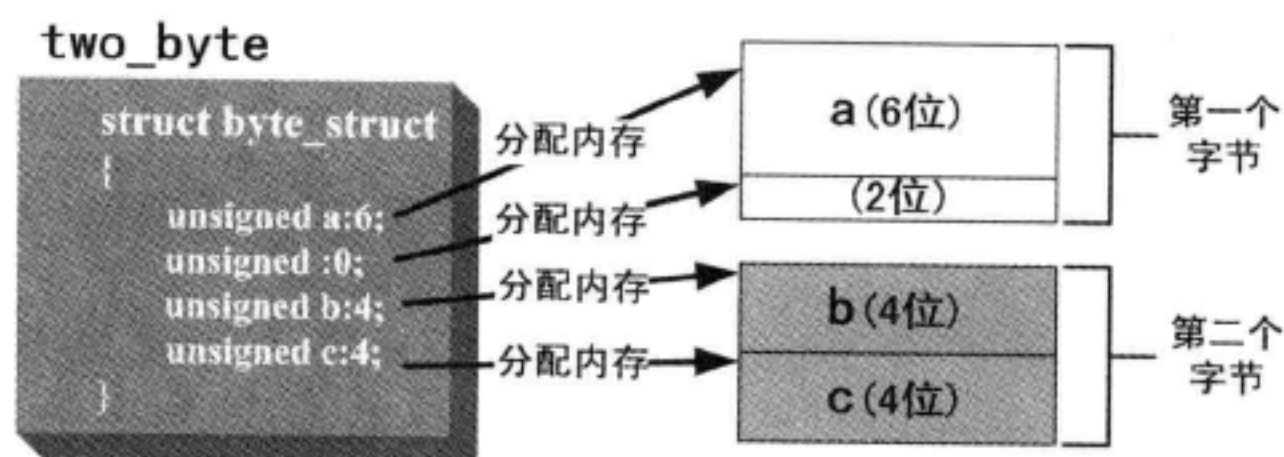 two_byte
struct byte_struct
{
unsigned a:6;
unsigned :0;
unsigned b:4;
unsigned c:4;
}
分配内存
分配内存
分配内存
分配内存
a(6位)
(2位)
b(4位)
c(4位)
第一个
字节
第二个
字节